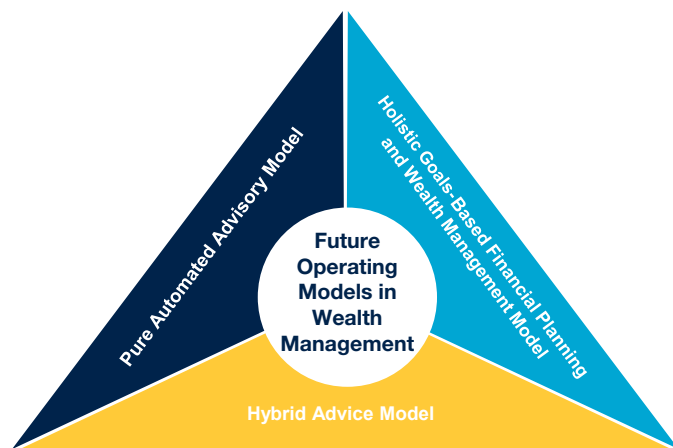 Pure Automated Advisory Model
Holistic Goals-Based Financial Planning
and Wealth Management Model
Future
Operating
Models in
Wealth
Management
Hybrid Advice Model